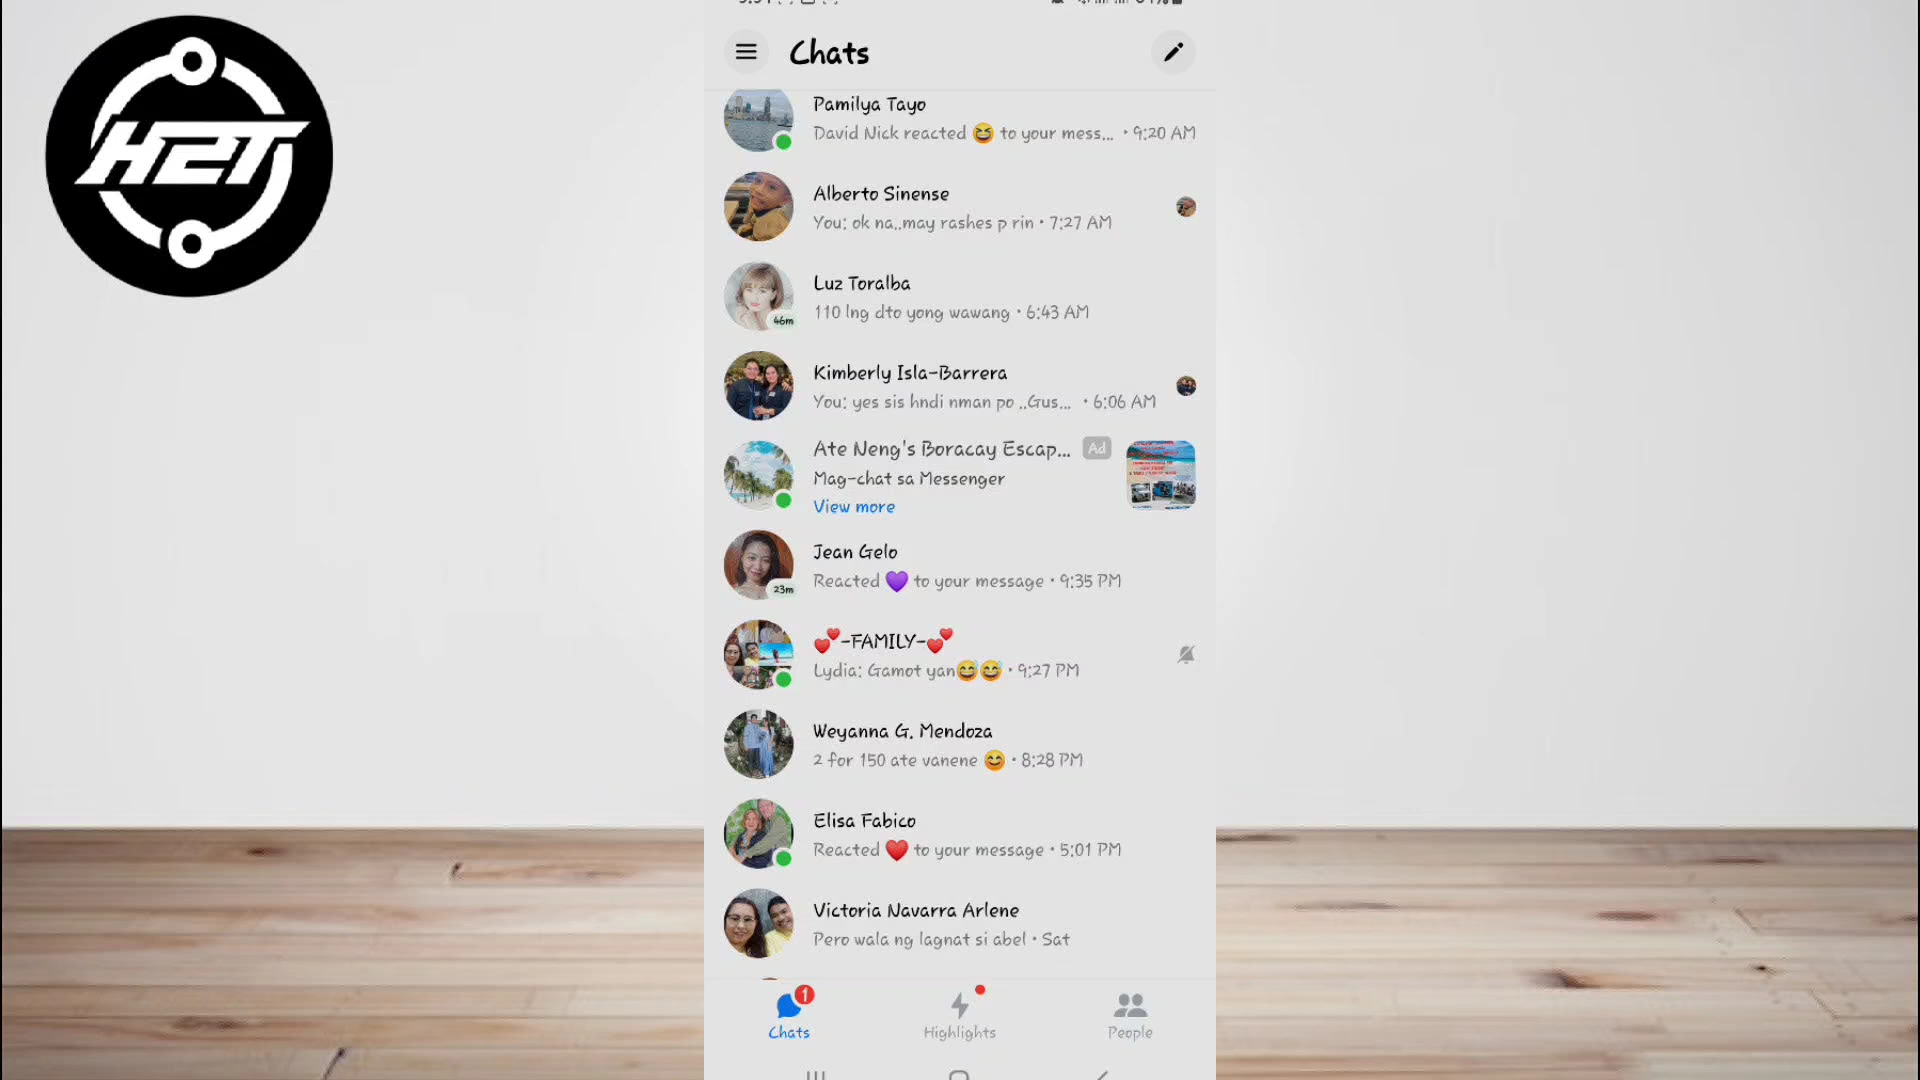 H2T
Chats
Pamilya Tayo
David Nick reacted 😆 to your mess... • 9:20 AM
Alberto Sinense
You: ok na..may rashes p rin • 7:27 AM
Luz Toralba
46m
110 lng dto yong wawang • 6:43 AM
Kimberly Isla-Barrera
You: yes sis hndi nman po ..Gus... • 6:06 AM
Ate Neng's Boracay Escap... Ad
Mag-chat sa Messenger
View more
Jean Gelo
23m
Reacted 💜 to your message • 9:35 PM
💕-FAMILY-💕
Lydia: Gamot yan😅😅 • 9:27 PM
Weyanna G. Mendoza
2 for 150 ate vanene 😊 • 8:28 PM
Elisa Fabico
Reacted ❤️ to your message • 5:01 PM
Victoria Navarra Arlene
Pero wala ng lagnat si abel • Sat
1
Chats
Highlights
People